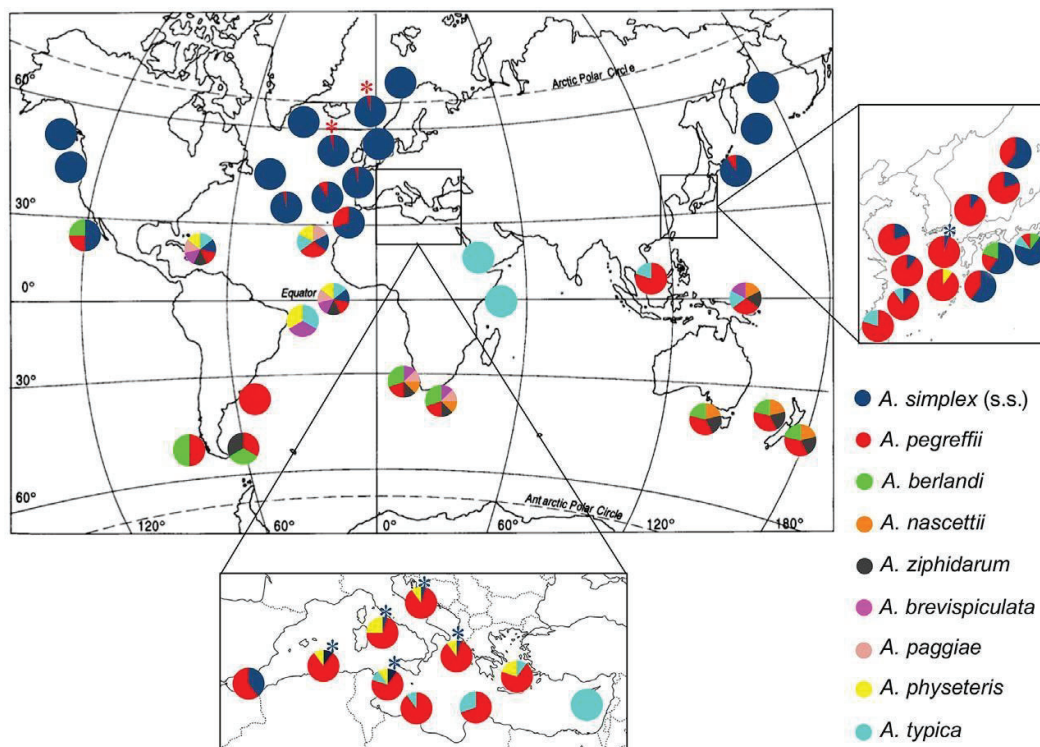 Arctic Polar Circle
60°
30°
Equator
0°
30°
60°
Antarctic Polar Circle
120°
60°
0°
60°
120°
180°
*
*
*
*
*
*
*
*
A. simplex (s.s.)
A. pegreffii
A. berlandi
A. nascettii
A. ziphidarum
A. brevispiculata
A. paggiae
A. physeteris
A. typica